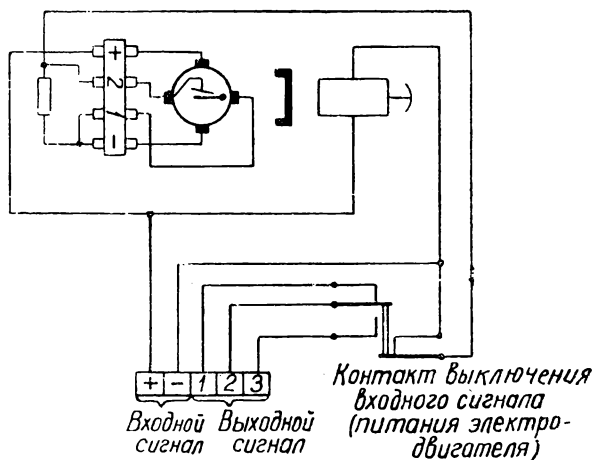 +
2
1
-
+ - 1 2 3
Входной
сигнал
Выходной
сигнал
Контакт выключения
входного сигнала
(питания электро-
двигателя)